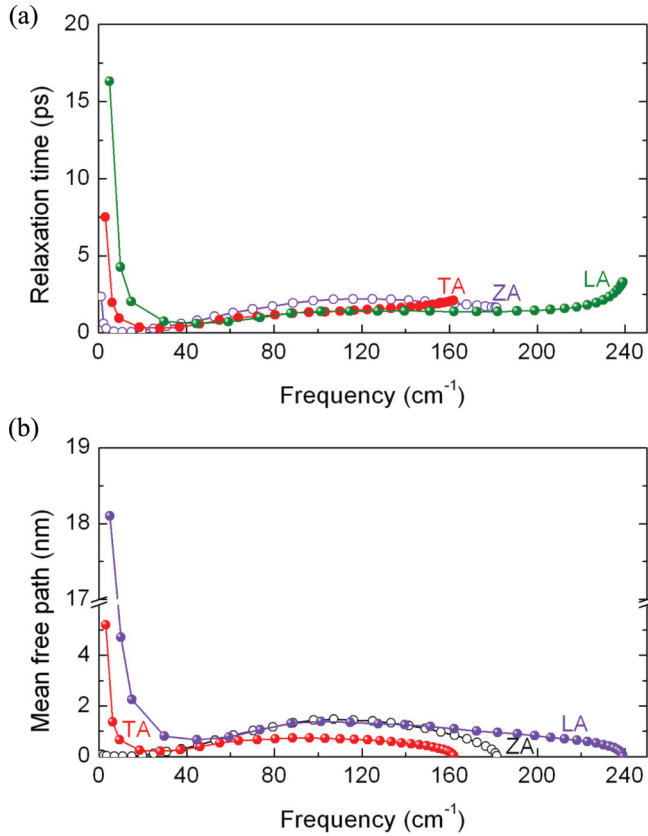 (a)
20
15
10
5
0
Relaxation time (ps)
TA
ZA
LA
0 40 80 120 160 200 240
Frequency (cm-1)
(b)
19
18
17
4
2
0
Mean free path (nm)
TA
ZA
LA
0 40 80 120 160 200 240
Frequency (cm-1)